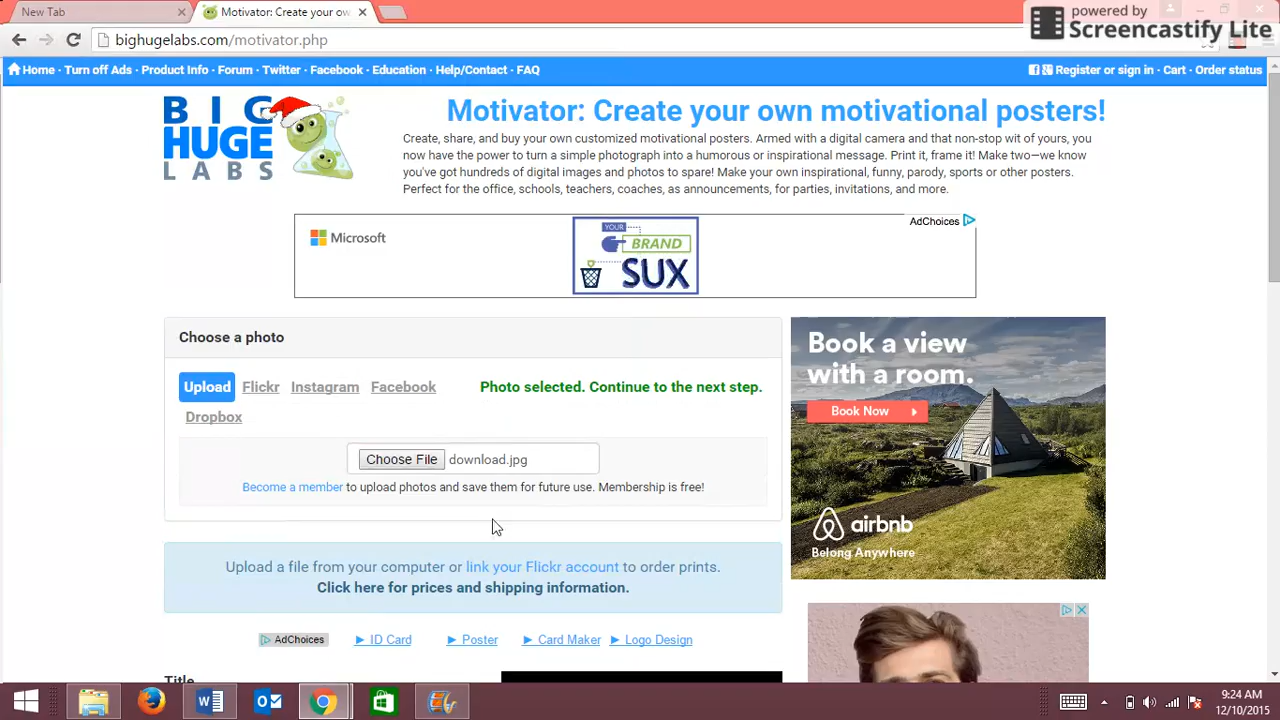 New Tab
Motivator: Create your ow
powered by
Screencastify Lite
bighugelabs.com/motivator.php
Home · Turn off Ads · Product Info · Forum · Twitter · Facebook · Education · Help/Contact · FAQ
Register or sign in · Cart · Order status
BIG
HUGE
LABS
Motivator: Create your own motivational posters!
Create, share, and buy your own customized motivational posters. Armed with a digital camera and that non-stop wit of yours, you
now have the power to turn a simple photograph into a humorous or inspirational message. Print it, frame it! Make two—we know
you've got hundreds of digital images and photos to spare! Make your own inspirational, funny, parody, sports or other posters.
Perfect for the office, schools, teachers, coaches, as announcements, for parties, invitations, and more.
AdChoices
Microsoft
YOUR
BRAND
SUX
Choose a photo
Upload Flickr Instagram Facebook
Dropbox
Photo selected. Continue to the next step.
Choose File download.jpg
Become a member to upload photos and save them for future use. Membership is free!
Book a view
with a room.
Book Now
airbnb
Belong Anywhere
Upload a file from your computer or link your Flickr account to order prints.
Click here for prices and shipping information.
AdChoices ► ID Card ► Poster ► Card Maker ► Logo Design
Title
9:24 AM
12/10/2015